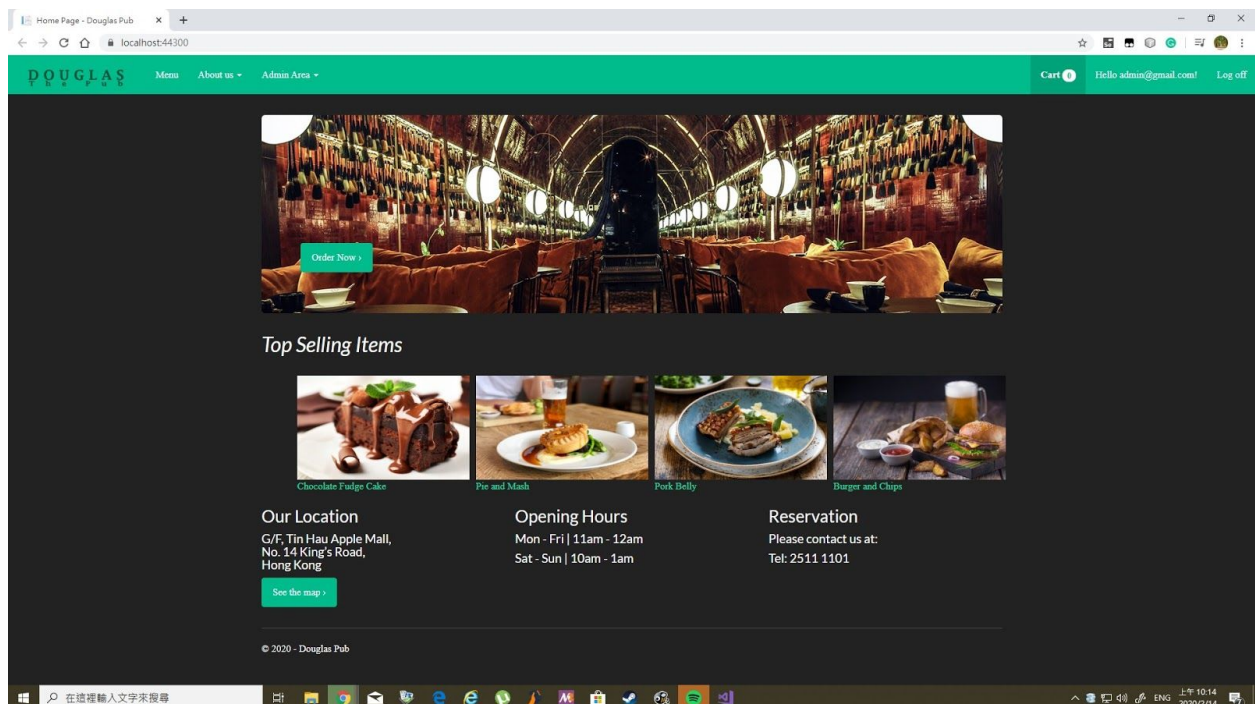 Home Page - Douglas Pub
localhost:44300
DOUGLAS
The Pub
Menu
About us
Admin Area
Cart 0
Hello admin@gmail.com!
Log off
Order Now ›
Top Selling Items
Chocolate Fudge Cake
Pie and Mash
Pork Belly
Burger and Chips
Our Location
G/F, Tin Hau Apple Mall,
No. 14 King's Road,
Hong Kong
See the map ›
Opening Hours
Mon - Fri | 11am - 12am
Sat - Sun | 10am - 1am
Reservation
Please contact us at:
Tel: 2511 1101
© 2020 - Douglas Pub
在這裡輸入文字來搜尋
ENG
上午 10:14
2020/2/14